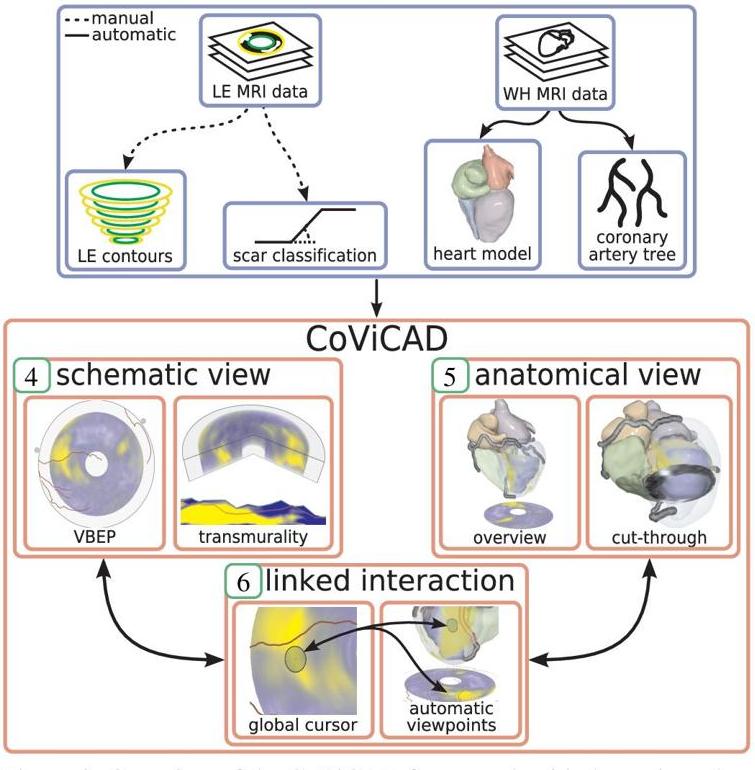 manual
automatic
LE MRI data
WH MRI data
LE contours
scar classification
heart model
coronary
artery tree
CoViCAD
4 schematic view
5 anatomical view
VBEP
transmurality
overview
cut-through
6 linked interaction
global cursor
automatic
viewpoints